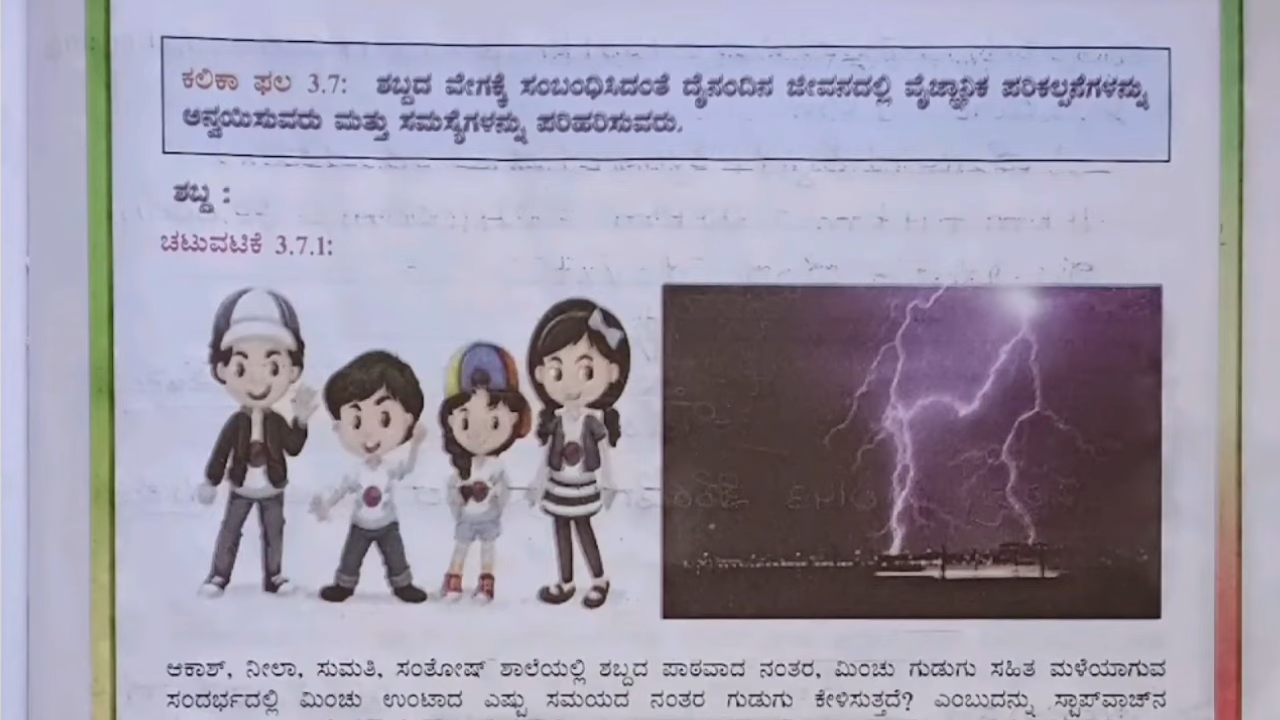 ಕಲಿಕಾ ಫಲ 3.7: ಶಬ್ದದ ವೇಗಕ್ಕೆ ಸಂಬಂಧಿಸಿದಂತೆ ದೈನಂದಿನ ಜೀವನದಲ್ಲಿ ವೈಜ್ಞಾನಿಕ ಪರಿಕಲ್ಪನೆಗಳನ್ನು
ಅನ್ವಯಿಸುವರು ಮತ್ತು ಸಮಸ್ಯೆಗಳನ್ನು ಪರಿಹರಿಸುವರು.
ಶಬ್ದ :
ಚಟುವಟಿಕೆ 3.7.1:
ಆಕಾಶ್, ನೀಲಾ, ಸುಮತಿ, ಸಂತೋಷ್ ಶಾಲೆಯಲ್ಲಿ ಶಬ್ದದ ಪಾಠವಾದ ನಂತರ, ಮಿಂಚು ಗುಡುಗು ಸಹಿತ ಮಳೆಯಾಗುವ
ಸಂದರ್ಭದಲ್ಲಿ ಮಿಂಚು ಉಂಟಾದ ಎಷ್ಟು ಸಮಯದ ನಂತರ ಗುಡುಗು ಕೇಳಿಸುತ್ತದೆ? ಎಂಬುದನ್ನು ಸ್ಟಾಪ್‌ವಾಚ್‌ನ